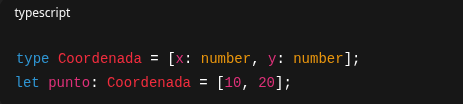 typescript
type Coordenada = [x: number, y: number];
let punto: Coordenada = [10, 20];